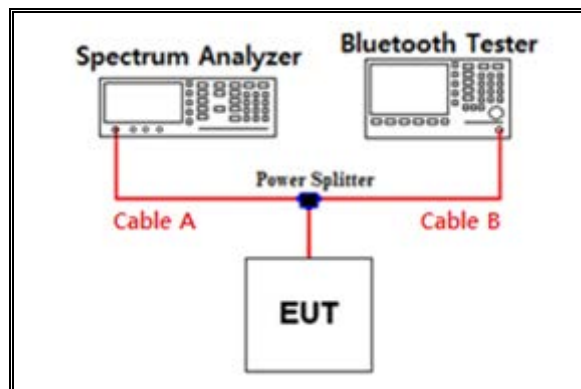 Spectrum Analyzer
Bluetooth Tester
Power Splitter
Cable A
Cable B
EUT